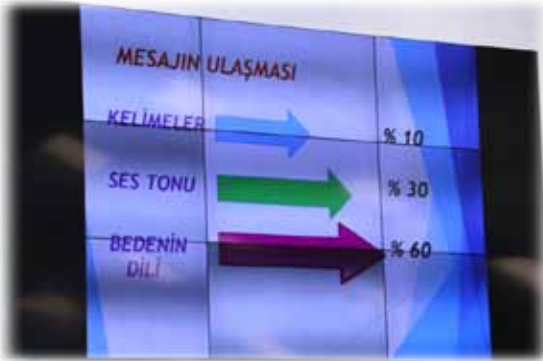 MESAJIN ULAŞMASI
KELİMELER
% 10
SES TONU
% 30
BEDENİN
DİLİ
% 60